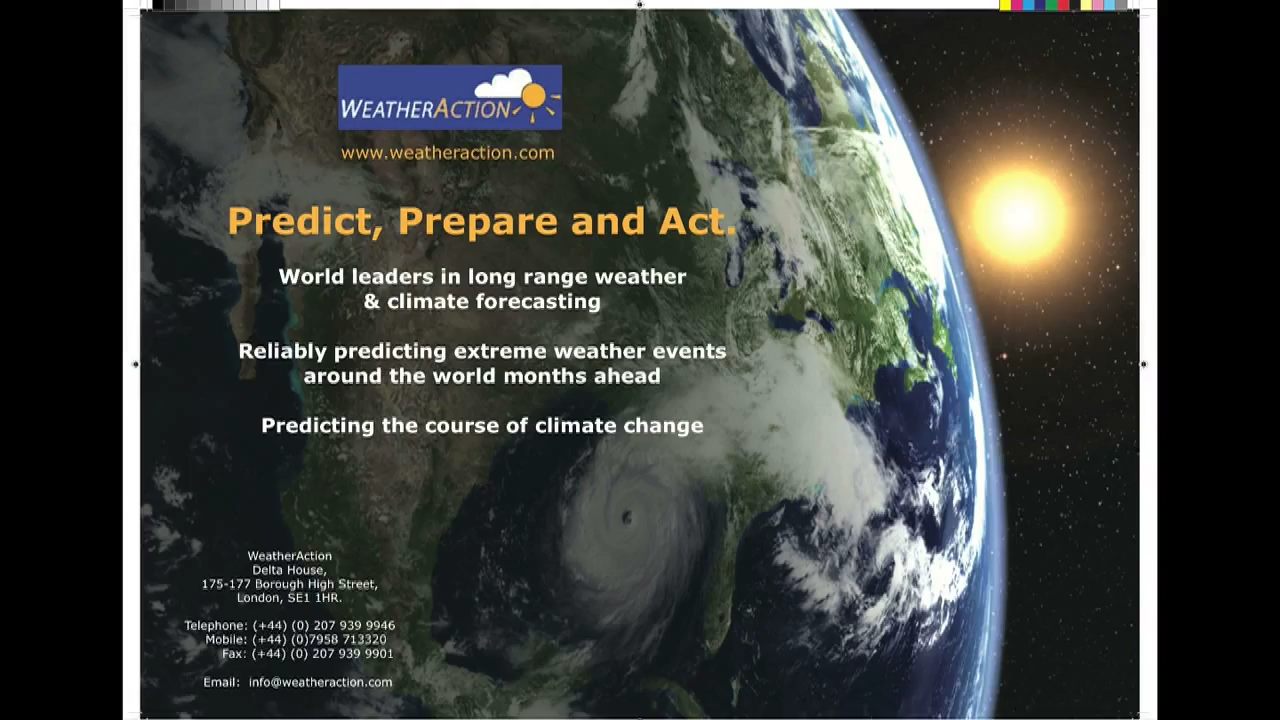 WEATHERACTION
www.weatheraction.com
Predict, Prepare and Act.
World leaders in long range weather
& climate forecasting
Reliably predicting extreme weather events
around the world months ahead
Predicting the course of climate change
WeatherAction
Delta House,
175-177 Borough High Street,
London, SE1 1HR.
Telephone: (+44) (0) 207 939 9946
Mobile: (+44) (0)7958 713320
Fax: (+44) (0) 207 939 9901
Email: info@weatheraction.com